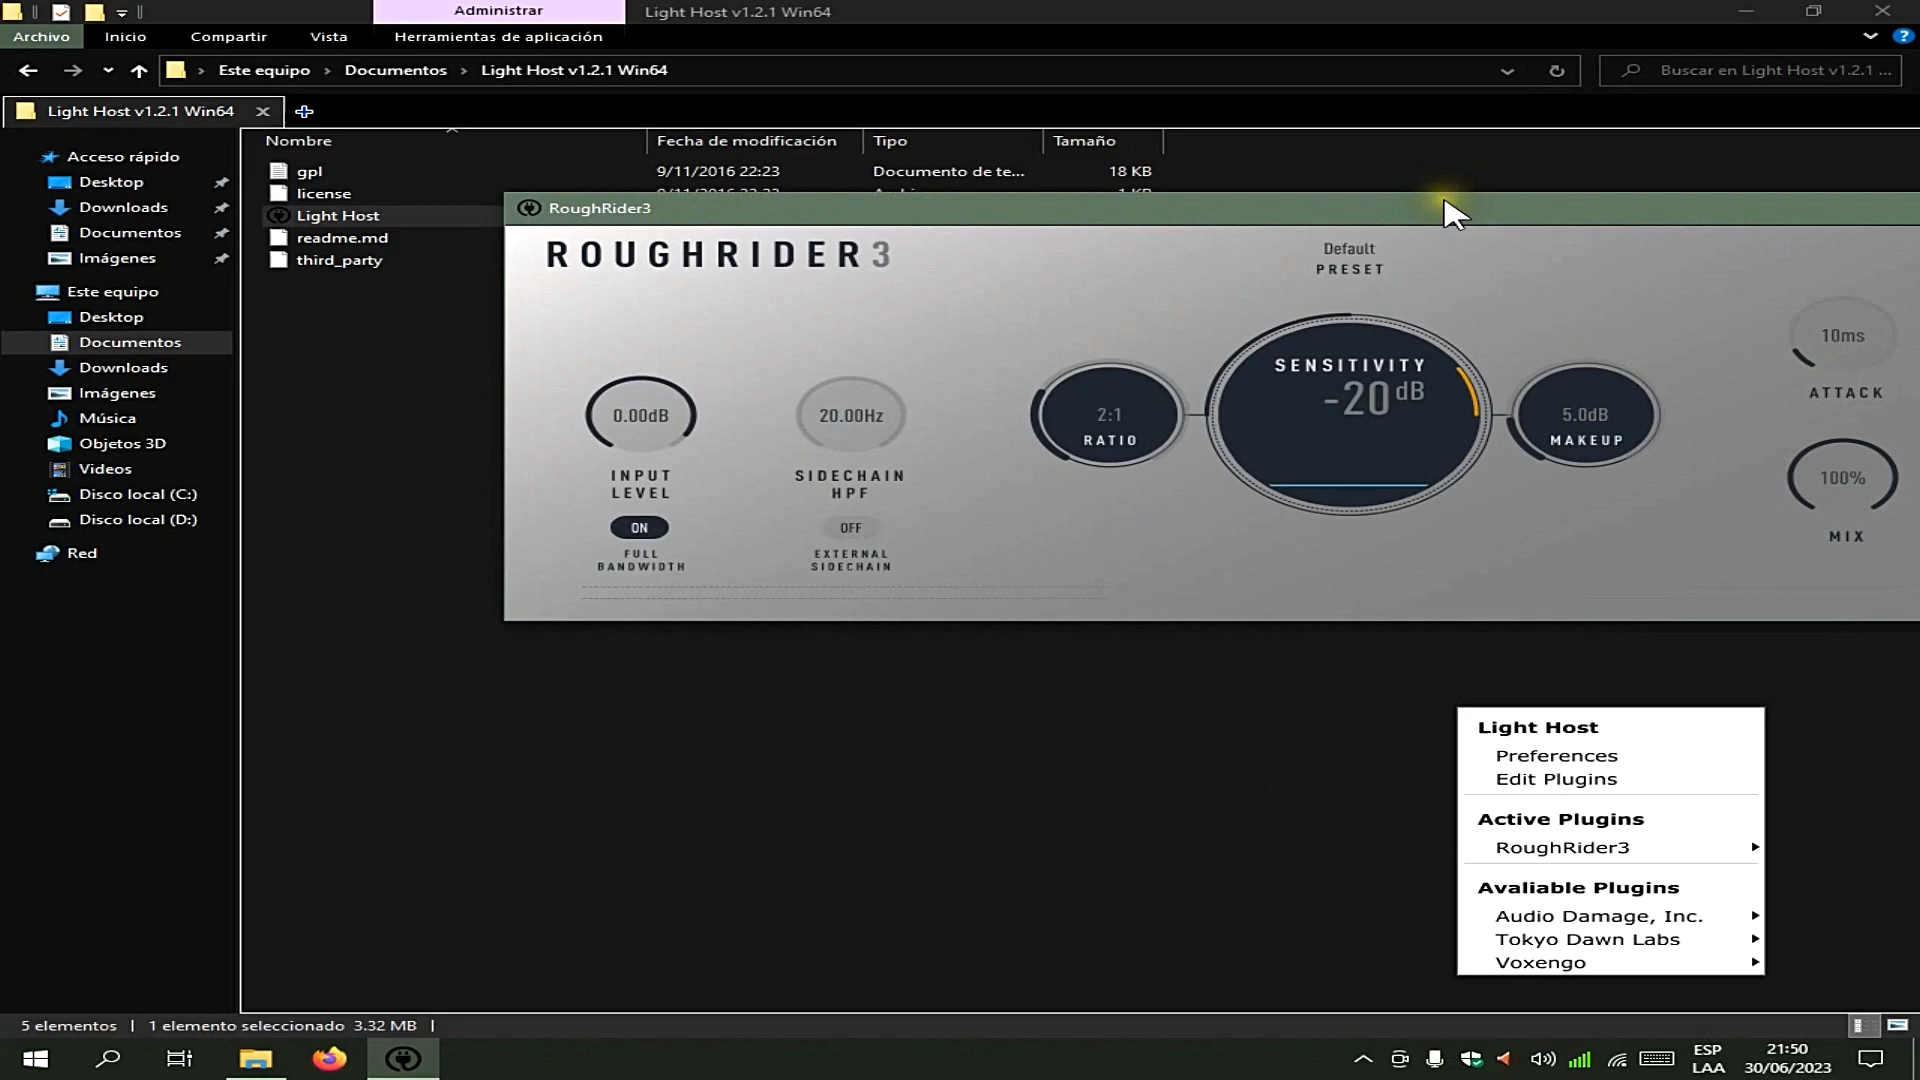 Administrar
Light Host v1.2.1 Win64
Archivo
Inicio
Compartir
Vista
Herramientas de aplicación
Este equipo
Documentos
Light Host v1.2.1 Win64
Buscar en Light Host v1.2.1 ...
Light Host v1.2.1 Win64
Nombre
Fecha de modificación
Tipo
Tamaño
gpl
9/11/2016 22:23
Documento de te...
18 KB
license
Light Host
readme.md
third_party
Acceso rápido
Desktop
Downloads
Documentos
Imágenes
Este equipo
Desktop
Documentos
Downloads
Imágenes
Música
Objetos 3D
Videos
Disco local (C:)
Disco local (D:)
Red
RoughRider3
ROUGHRIDER3
Default
PRESET
0.00dB
INPUT
LEVEL
ON
FULL
BANDWIDTH
20.00Hz
SIDECHAIN
HPF
OFF
EXTERNAL
SIDECHAIN
2:1
RATIO
SENSITIVITY
-20 dB
5.0dB
MAKEUP
10ms
ATTACK
100%
MIX
Light Host
Preferences
Edit Plugins
Active Plugins
RoughRider3
Avaliable Plugins
Audio Damage, Inc.
Tokyo Dawn Labs
Voxengo
5 elementos
1 elemento seleccionado 3.32 MB
ESP
LAA
21:50
30/06/2023